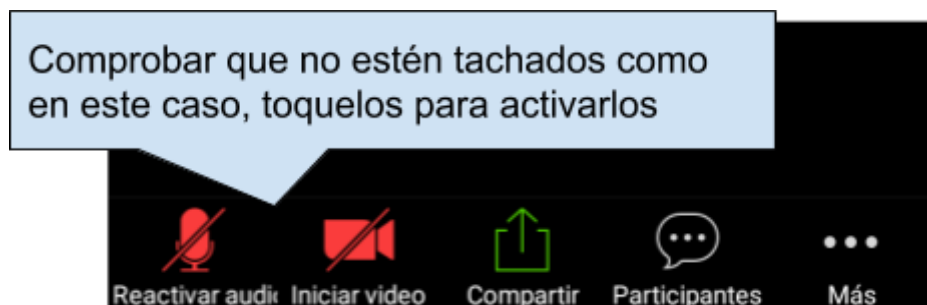 Comprobar que no estén tachados como
en este caso, toquelos para activarlos
Reactivar audi
Iniciar video
Compartir
Participantes
Más